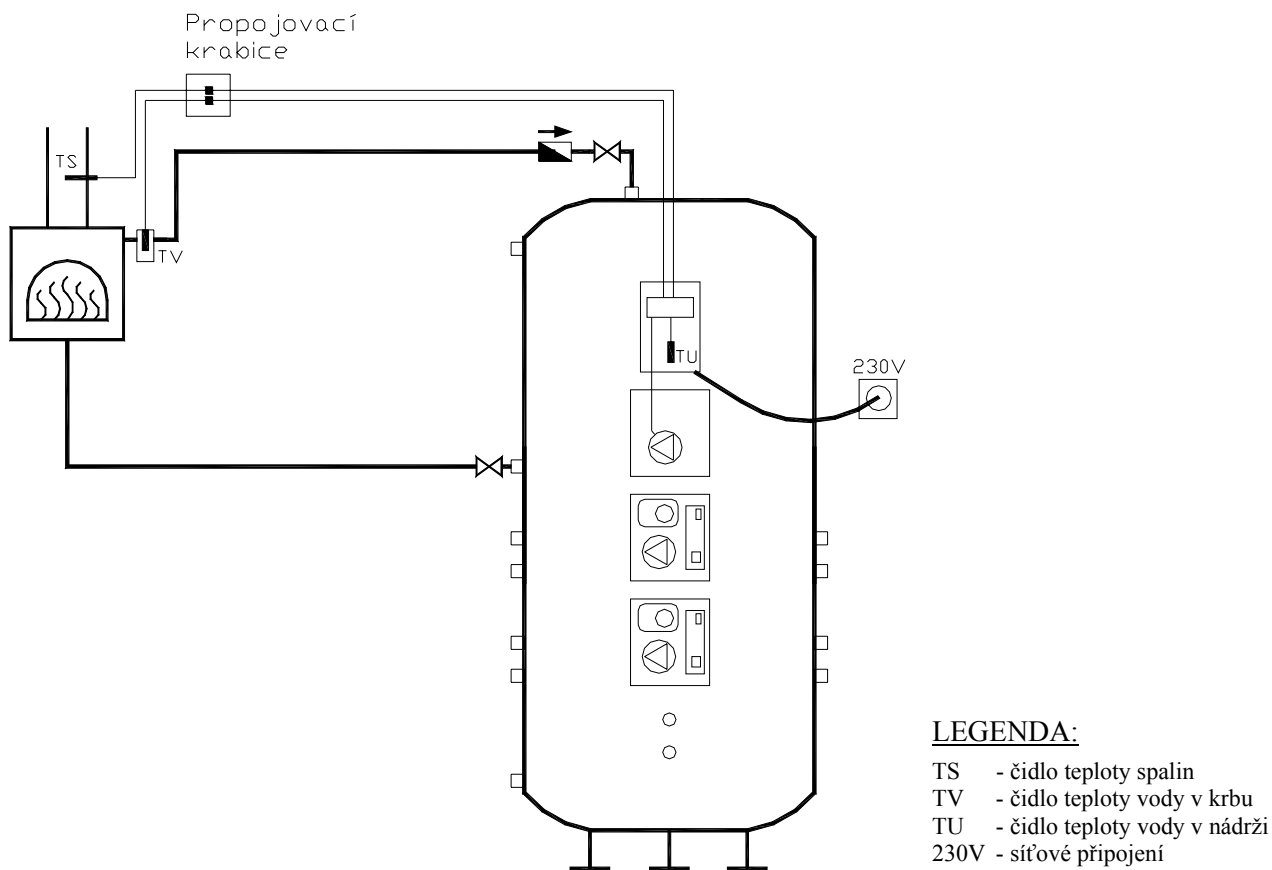 Propojovací
krabice
TS
TV
TU
230V
LEGENDA:
TS - čidlo teploty spalin
TV - čidlo teploty vody v krbu
TU - čidlo teploty vody v nádrži
230V - síťové připojení